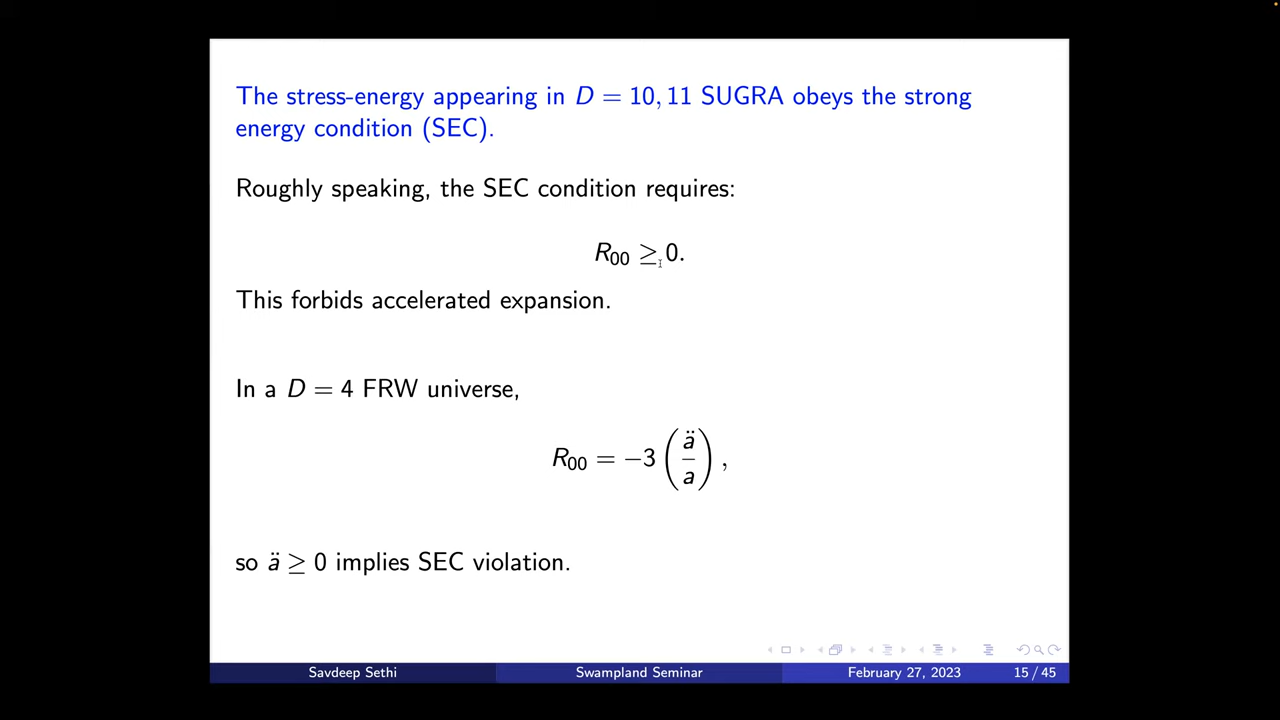 The stress-energy appearing in D = 10, 11 SUGRA obeys the strong
energy condition (SEC).
Roughly speaking, the SEC condition requires:
R₀₀ ≥ 0.
This forbids accelerated expansion.
In a D = 4 FRW universe,
R₀₀ = −3 (ä/a),
so ä ≥ 0 implies SEC violation.
Savdeep Sethi Swampland Seminar February 27, 2023 15 / 45